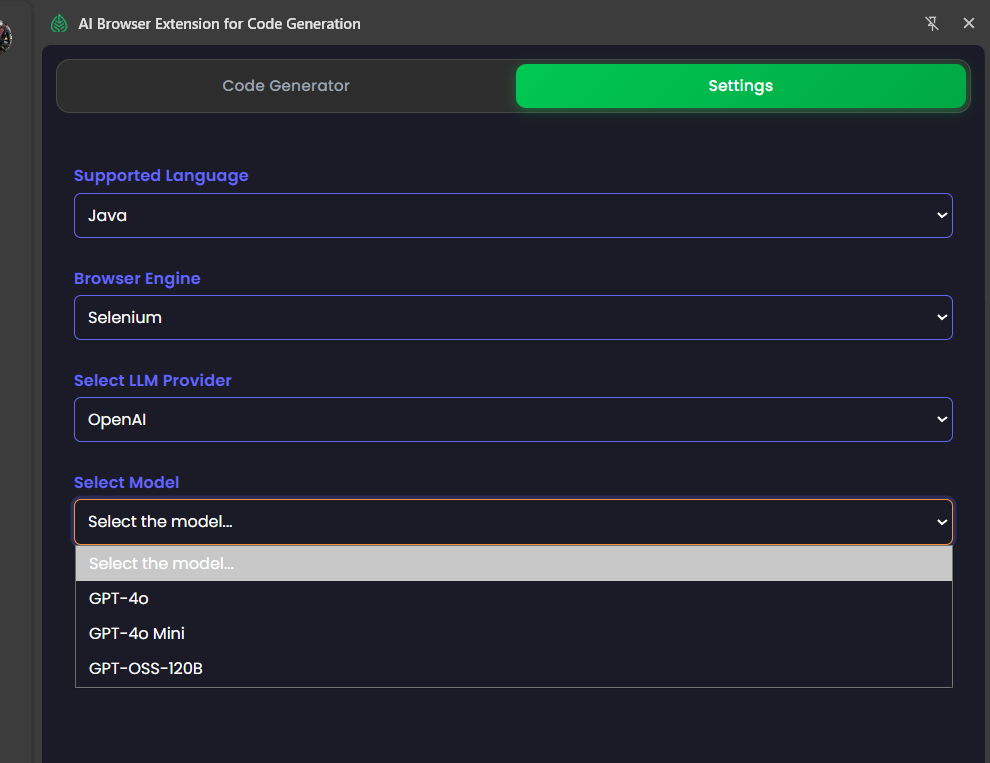 AI Browser Extension for Code Generation
Code Generator
Settings
Supported Language
Java
Browser Engine
Selenium
Select LLM Provider
OpenAI
Select Model
Select the model...
Select the model...
GPT-4o
GPT-4o Mini
GPT-OSS-120B